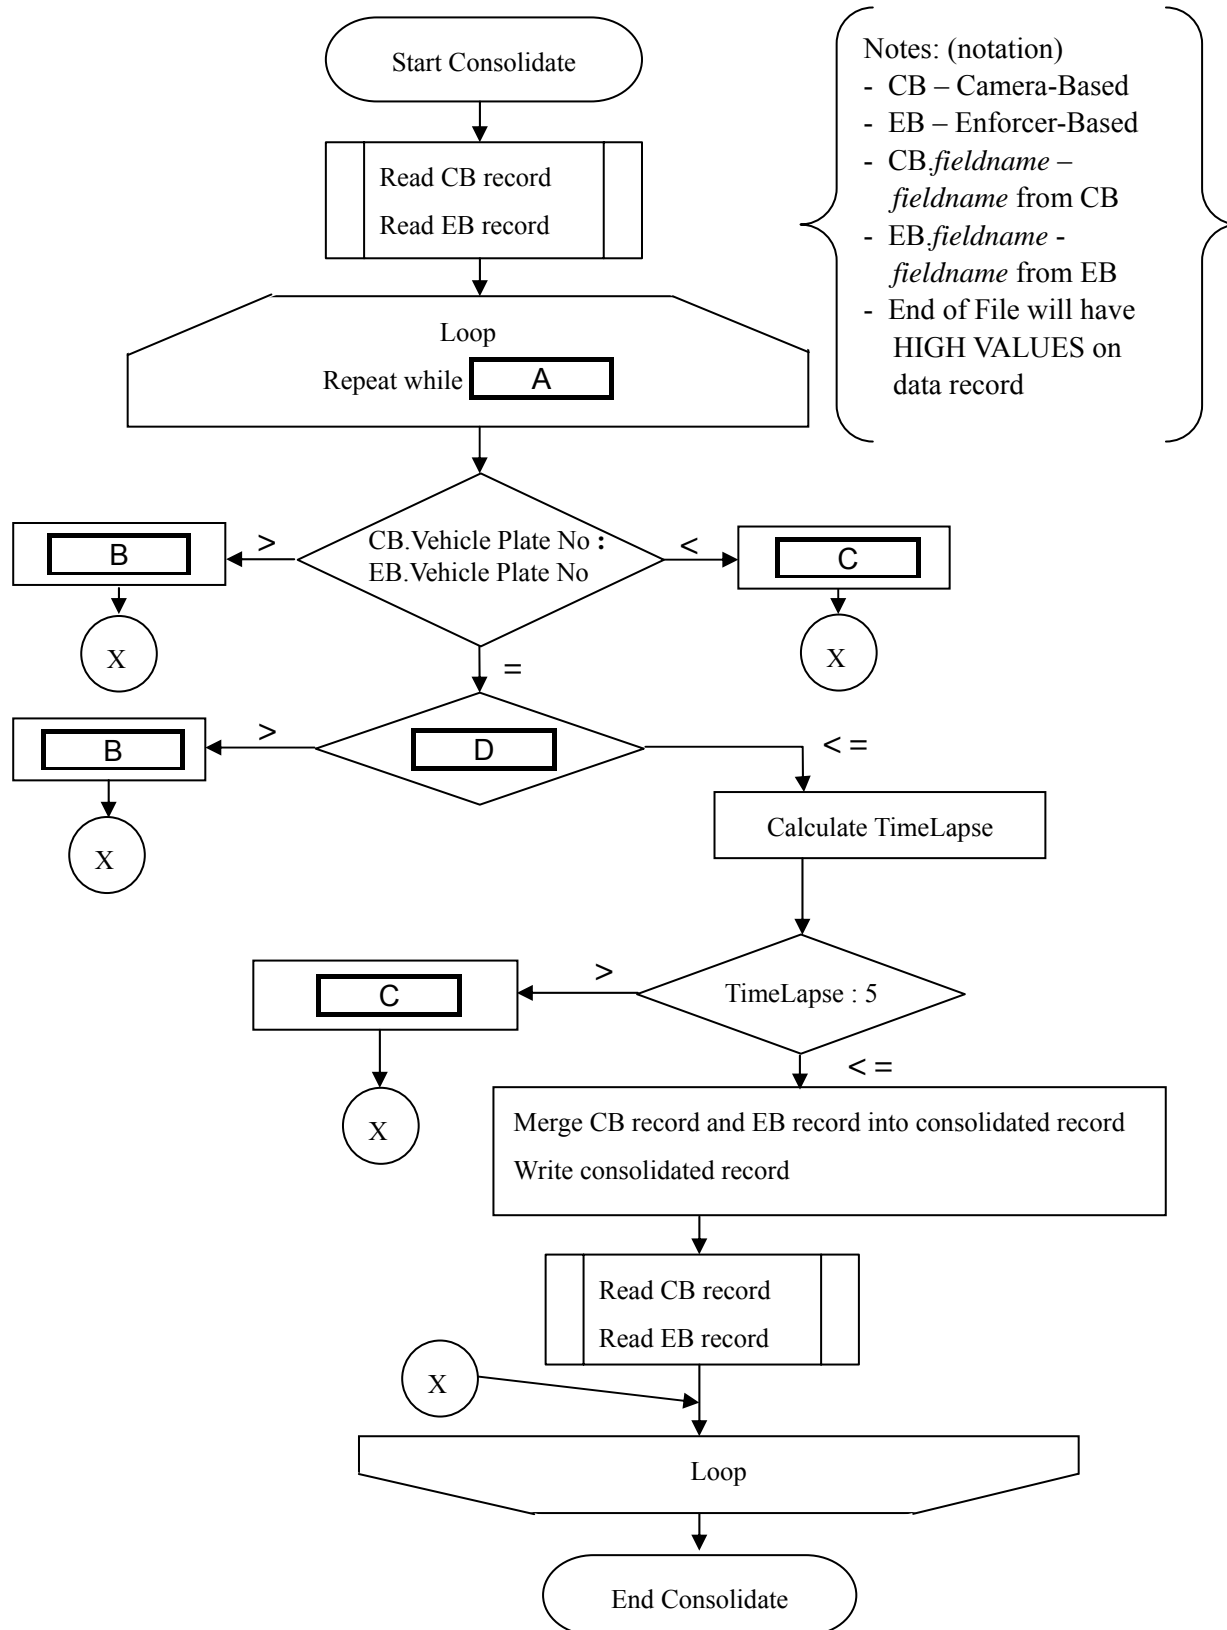 Start Consolidate
Read CB record
Read EB record
Loop
Repeat while A
Notes: (notation)
- CB – Camera-Based
- EB – Enforcer-Based
- CB.fieldname –
fieldname from CB
- EB.fieldname -
fieldname from EB
- End of File will have
HIGH VALUES on
data record
CB.Vehicle Plate No :
EB.Vehicle Plate No
>
<
B
C
X
X
=
D
>
< =
B
X
Calculate TimeLapse
TimeLapse : 5
>
C
< =
X
Merge CB record and EB record into consolidated record
Write consolidated record
Read CB record
Read EB record
X
Loop
End Consolidate